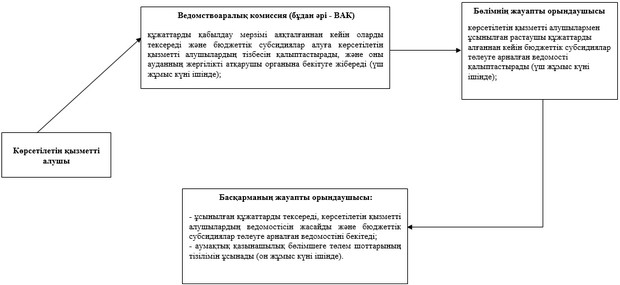 Ведомствоаралық комиссия (бұдан әрі - ВАК)
құжаттарды қабылдау мерзімі аяқталғаннан кейін оларды
тексереді және бюджеттік субсидиялар алуға көрсетілетін
қызметті алушылардың тізбесін қалыптастырады, және оны
ауданның жергілікті атқарушы органына бекітуге жібереді (үш
жұмыс күні ішінде);
Бөлімнің жауапты орындаушысы
көрсетілетін қызметті алушылармен
ұсынылған растаушы құжаттарды
алғаннан кейін бюджеттік субсидиялар
төлеуге арналған ведомості
қалыптастырады (үш жұмыс күні
ішінде);
Көрсетілетін қызметті
алушы
Басқарманың жауапты орындаушысы:
- ұсынылған құжаттарды тексереді, көрсетілетін қызметті
алушылардың ведомостісін жасайды және бюджеттік
субсидиялар төлеуге арналған ведомостіні бекітеді;
- аумақтық қазынашылық бөлімшеге төлем шоттарының
тізілімін ұсынады (он жұмыс күні ішінде).